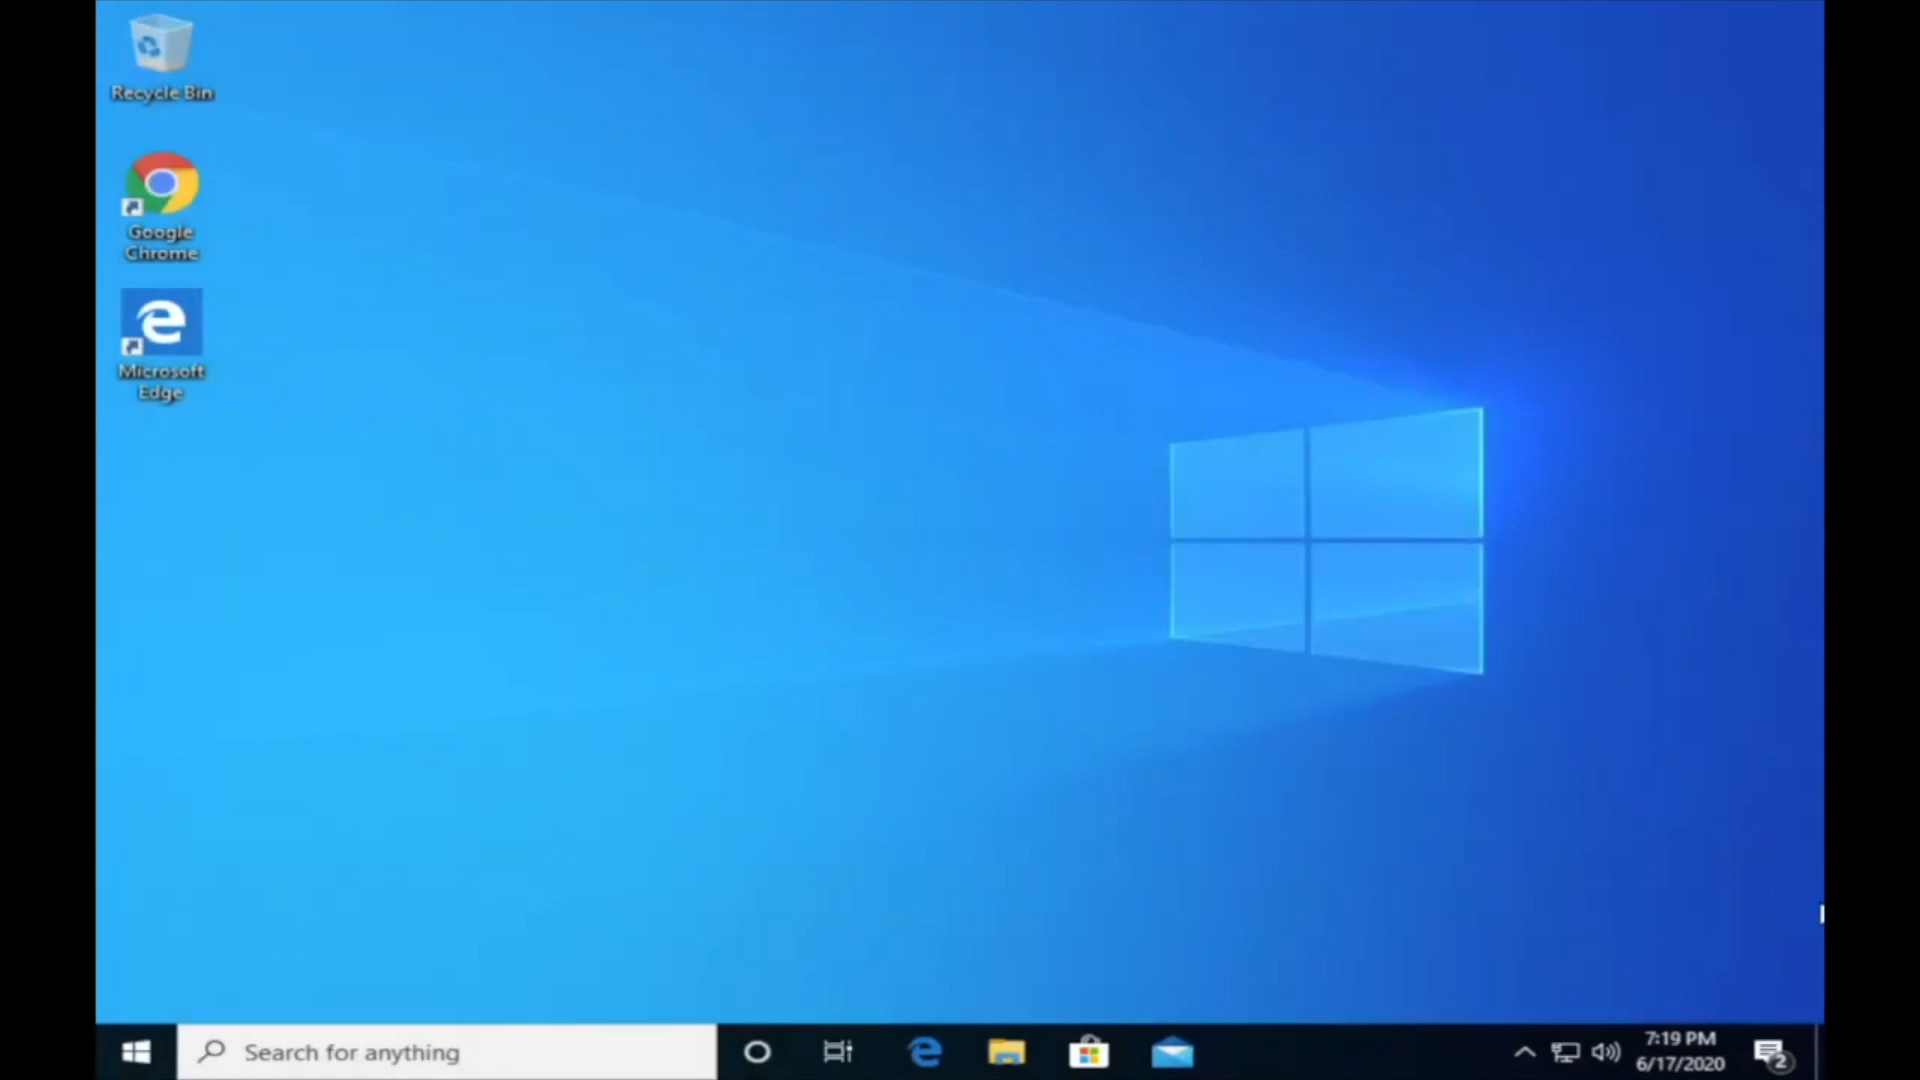 Recycle Bin
Google
Chrome
Microsoft
Edge
Search for anything
7:19 PM
6/17/2020
2